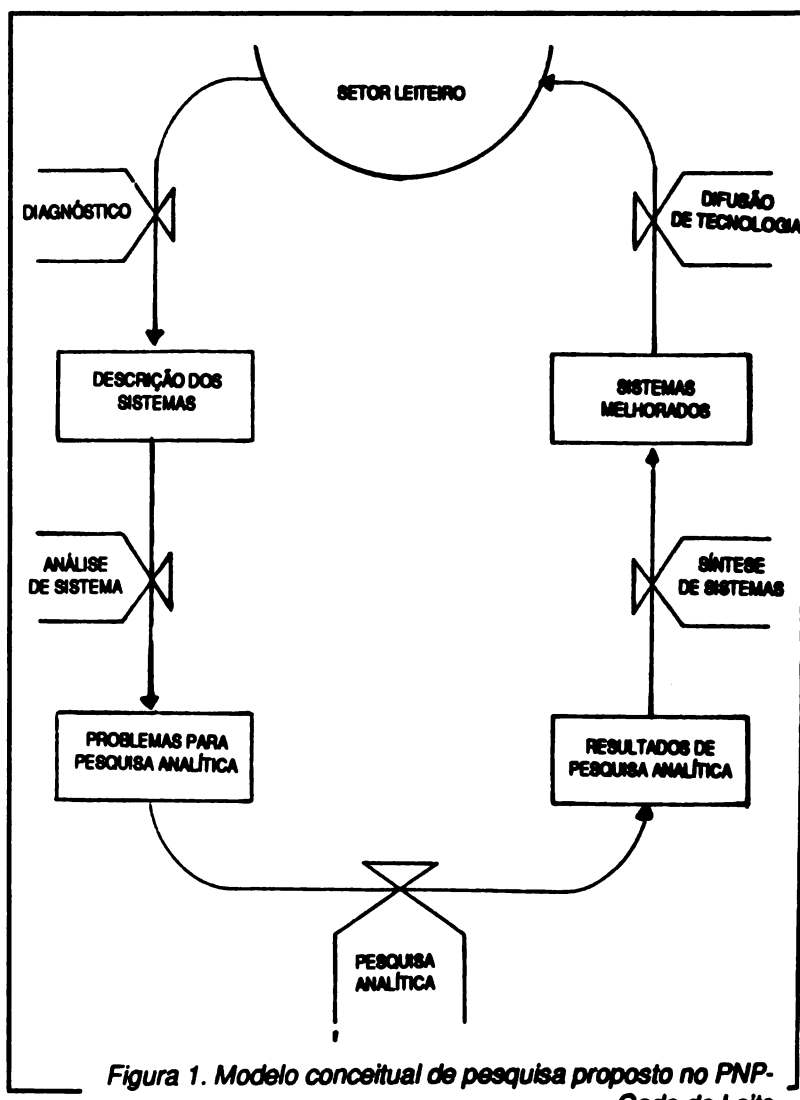 SETOR LEITEIRO
DIAGNÓSTICO
DIFUSÃO
DE TECNOLOGIA
DESCRIÇÃO DOS
SISTEMAS
SISTEMAS
MELHORADOS
ANÁLISE
DE SISTEMA
SÍNTESE
DE SISTEMAS
PROBLEMAS PARA
PESQUISA ANALÍTICA
RESULTADOS DE
PESQUISA ANALÍTICA
PESQUISA
ANALÍTICA
Figura 1. Modelo conceitual de pesquisa proposto no PNP-